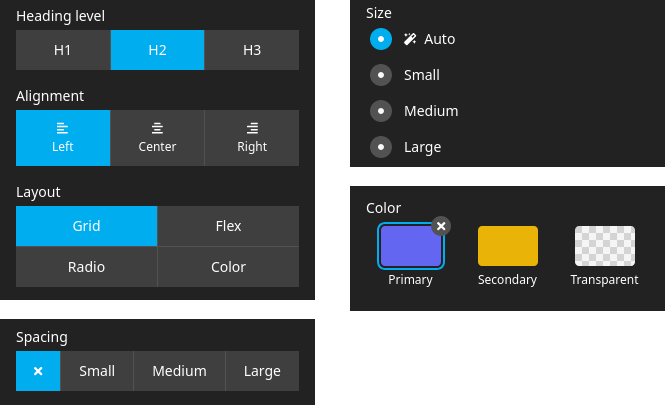 Heading level
H1 H2 H3
Alignment
Left Center Right
Layout
Grid Flex
Radio Color
Spacing
Small Medium Large
Size
Auto
Small
Medium
Large
Color
Primary Secondary Transparent